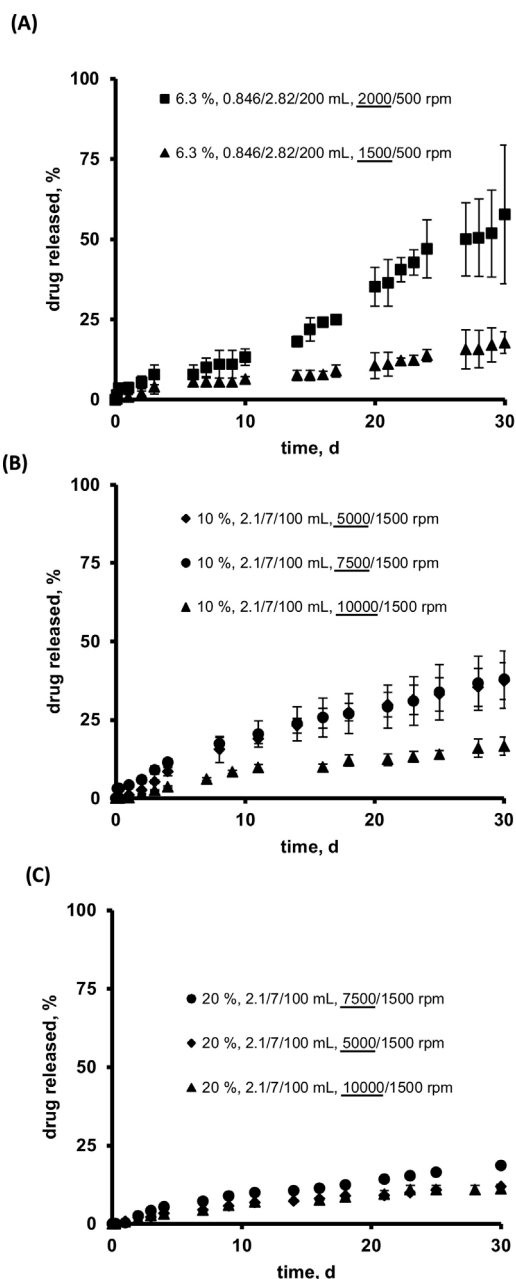 (A)
100
75
50
25
0
drug released, %
6.3 %, 0.846/2.82/200 mL, 2000/500 rpm
6.3 %, 0.846/2.82/200 mL, 1500/500 rpm
0 10 20 30
time, d
(B)
100
75
50
25
0
drug released, %
10 %, 2.1/7/100 mL, 5000/1500 rpm
10 %, 2.1/7/100 mL, 7500/1500 rpm
10 %, 2.1/7/100 mL, 10000/1500 rpm
0 10 20 30
time, d
(C)
100
75
50
25
0
drug released, %
20 %, 2.1/7/100 mL, 7500/1500 rpm
20 %, 2.1/7/100 mL, 5000/1500 rpm
20 %, 2.1/7/100 mL, 10000/1500 rpm
0 10 20 30
time, d